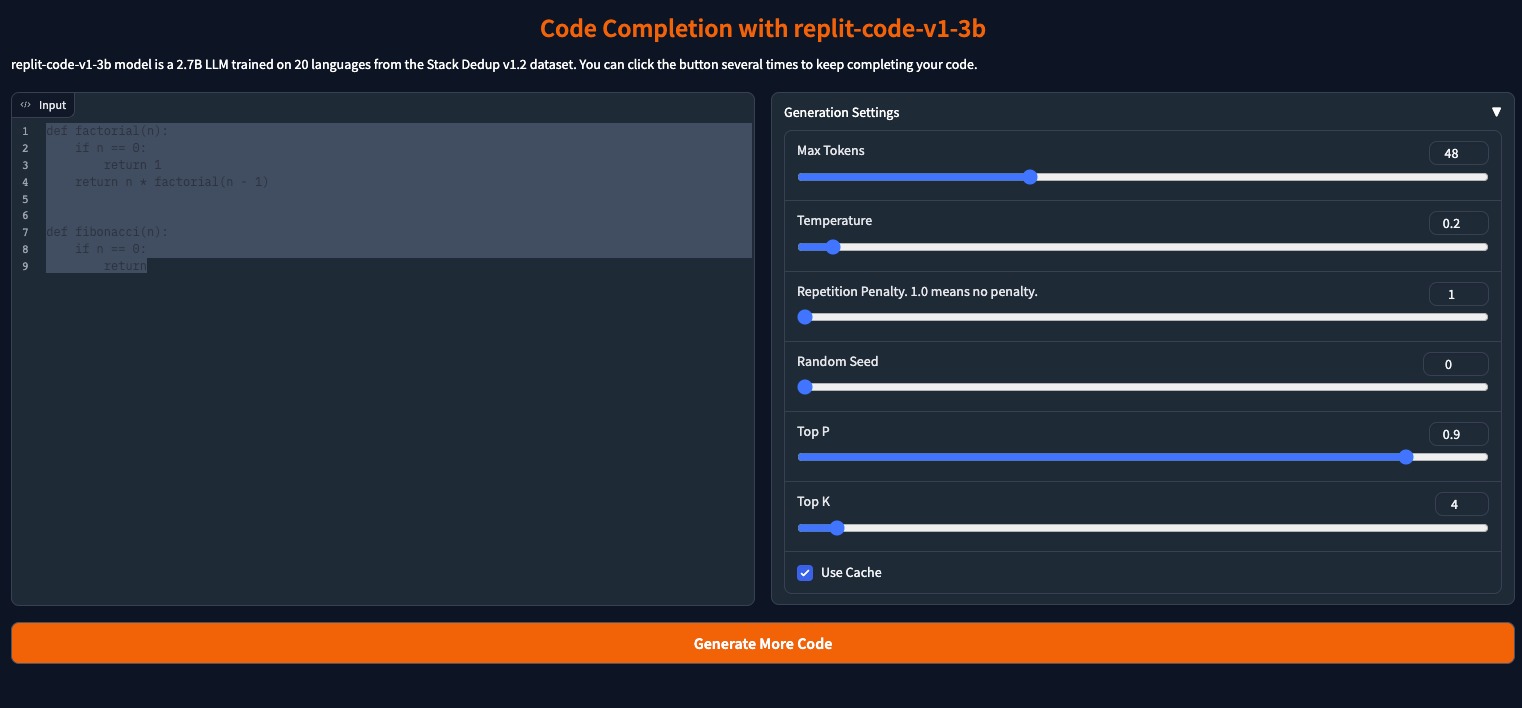 Code Completion with replit-code-v1-3b
replit-code-v1-3b model is a 2.7B LLM trained on 20 languages from the Stack Dedup v1.2 dataset. You can click the button several times to keep completing your code.
</> Input
1 def factorial(n):
2     if n == 0:
3         return 1
4     return n * factorial(n - 1)
5
6
7 def fibonacci(n):
8     if n == 0:
9         return
Generation Settings ▼
Max Tokens 48
Temperature 0.2
Repetition Penalty. 1.0 means no penalty. 1
Random Seed 0
Top P 0.9
Top K 4
Use Cache
Generate More Code